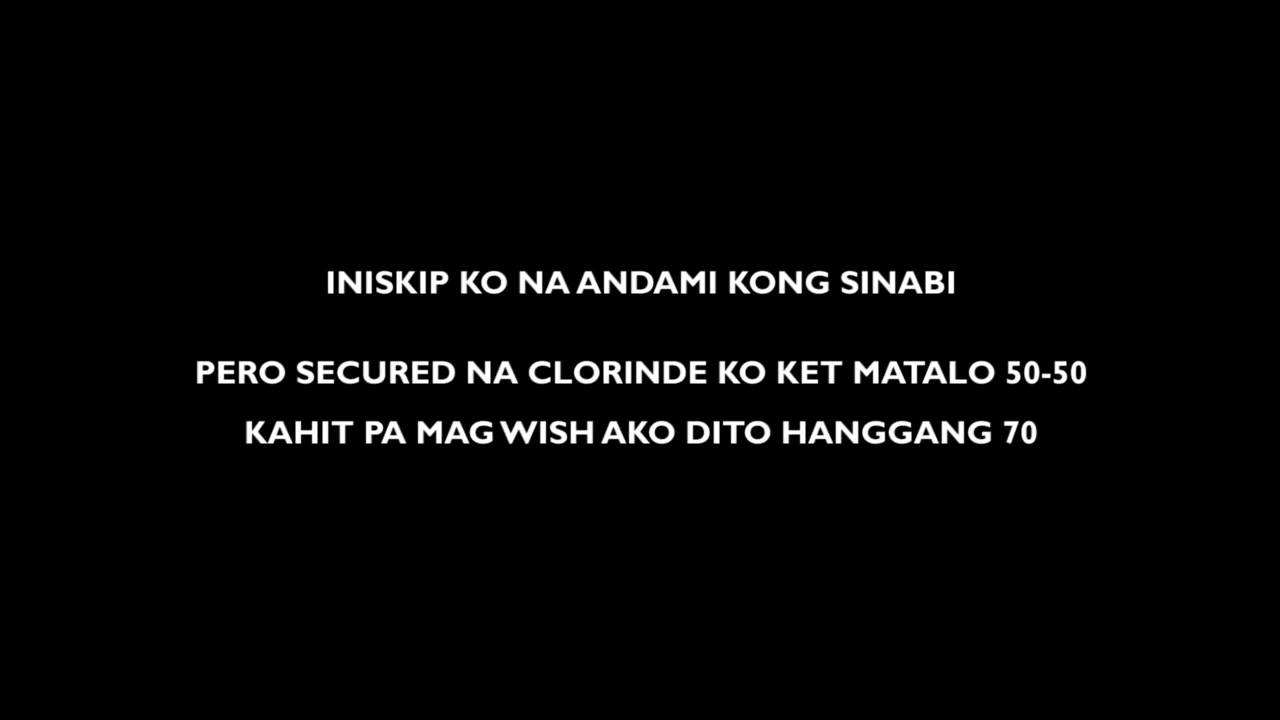 INISKIP KO NA ANDAMI KONG SINABI
PERO SECURED NA CLORINDE KO KET MATALO 50-50
KAHIT PA MAG WISH AKO DITO HANGGANG 70